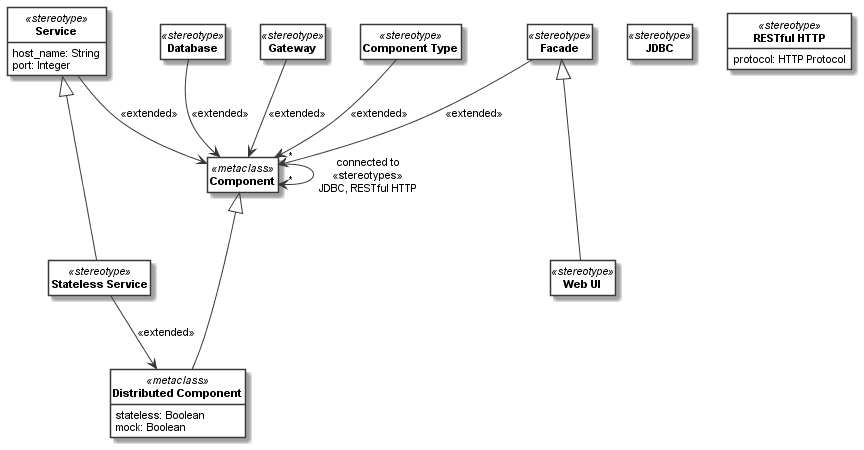 «stereotype»
Service
host_name: String
port: Integer
«stereotype»
Database
«stereotype»
Gateway
«stereotype»
Component Type
«stereotype»
Facade
«stereotype»
JDBC
«stereotype»
RESTful HTTP
protocol: HTTP Protocol
«extended»
«extended»
«extended»
«extended»
«extended»
«metaclass»
Component
*
*
connected to
«stereotypes»
JDBC, RESTful HTTP
«stereotype»
Stateless Service
«stereotype»
Web UI
«extended»
«metaclass»
Distributed Component
stateless: Boolean
mock: Boolean